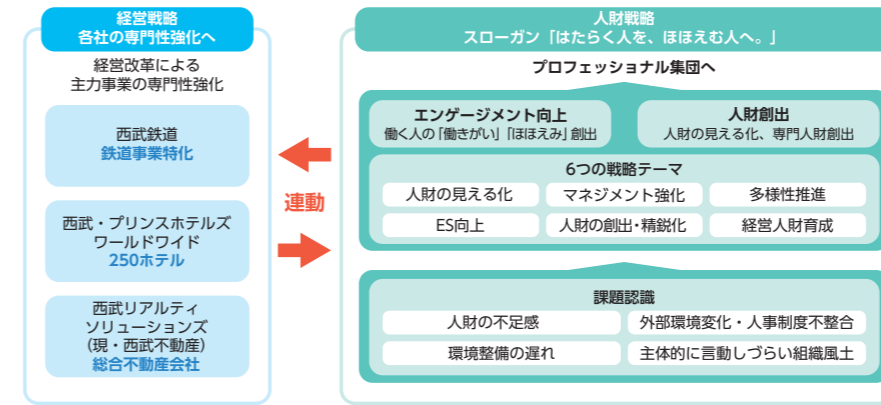 経営戦略
各社の専門性強化へ
経営改革による
主力事業の専門性強化
西武鉄道
鉄道事業特化
西武・プリンスホテルズ
ワールドワイド
250ホテル
西武リアルティ
ソリューションズ
(現・西武不動産)
総合不動産会社
連動
人財戦略
スローガン「はたらく人を、ほほえむ人へ。」
プロフェッショナル集団へ
エンゲージメント向上
働く人の「働きがい」「ほほえみ」創出
人財創出
人財の見える化、専門人財創出
6つの戦略テーマ
人財の見える化
マネジメント強化
多様性推進
ES向上
人財の創出・精鋭化
経営人財育成
課題認識
人財の不足感
外部環境変化・人事制度不整合
環境整備の遅れ
主体的に言動しづらい組織風土